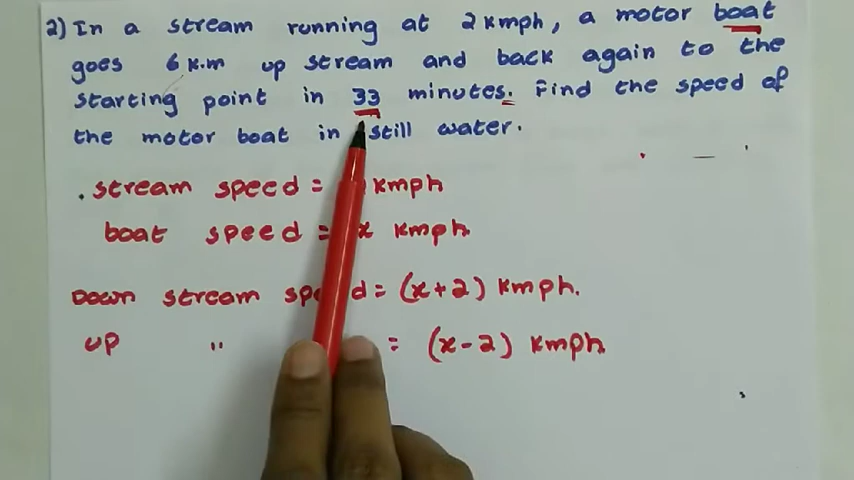 2) In a stream running at 2kmph, a motor boat
goes 6 k.m up stream and back again to the
starting point in 33 minutes. Find the speed of
the motor boat in still water.
stream speed = kmph
boat speed = x kmph
Down stream speed = (x+2) kmph.
up " = (x-2) kmph